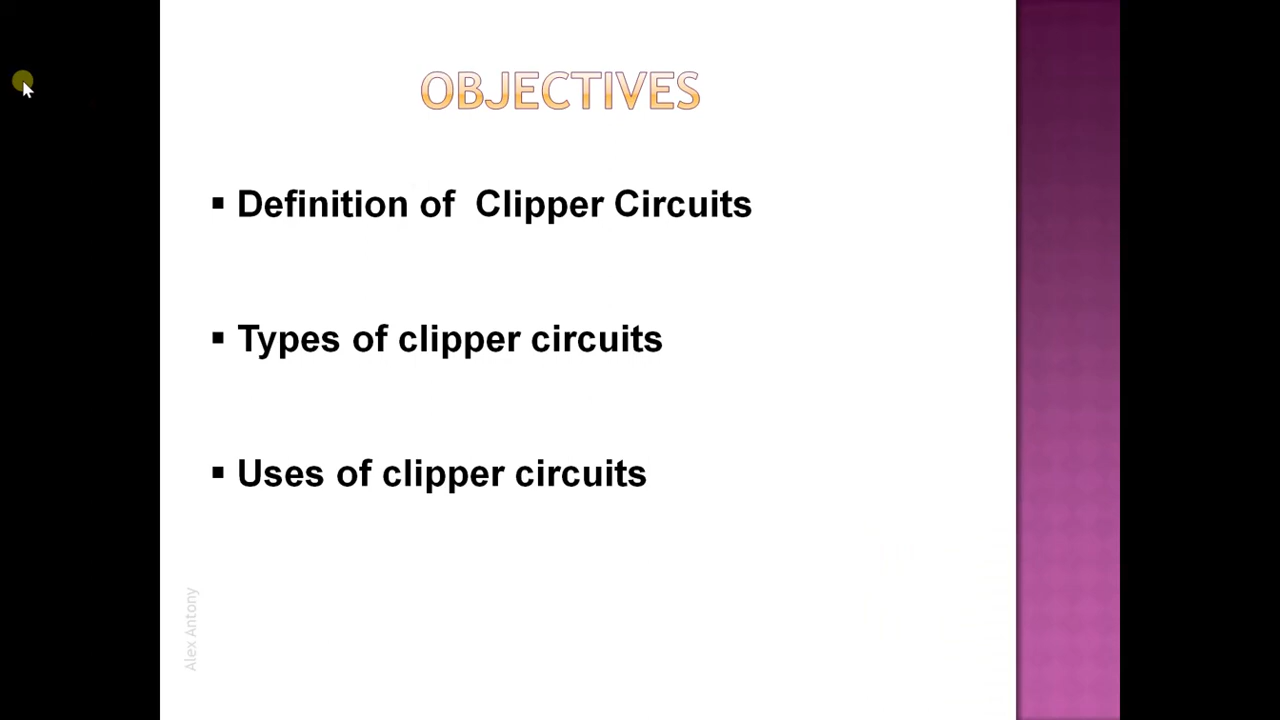 OBJECTIVES
▪ Definition of  Clipper Circuits
▪ Types of clipper circuits
▪ Uses of clipper circuits
Alex Antony